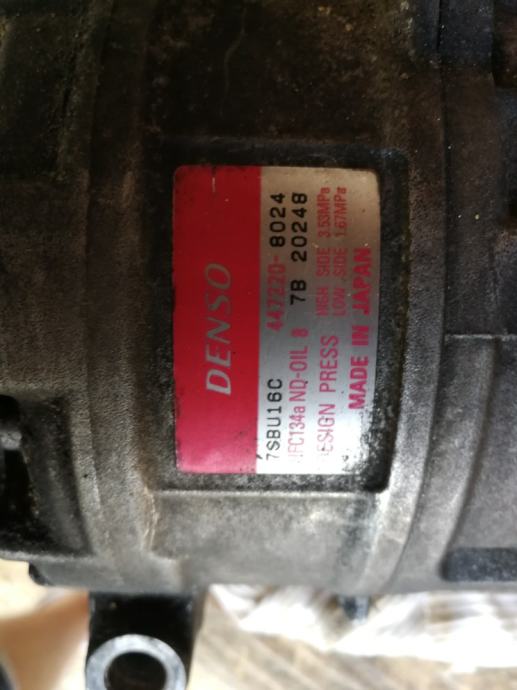 DENSO
7SBU16C 447220-8024
HFC134a ND-OIL 8 7B 20248
DESIGN PRESS HIGH SIDE 3.53MPa
LOW SIDE 1.67MPa
MADE IN JAPAN